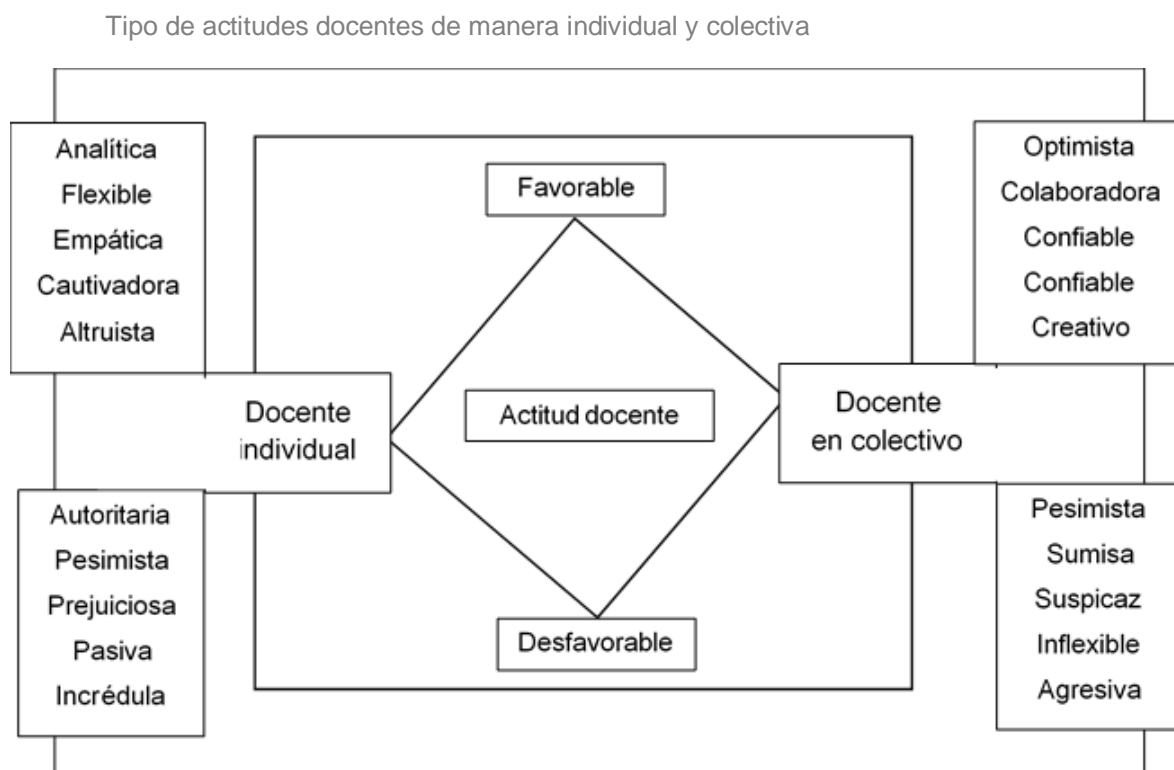 Tipo de actitudes docentes de manera individual y colectiva
Analítica
Flexible
Empática
Cautivadora
Altruista
Favorable
Optimista
Colaboradora
Confiable
Confiable
Creativo
Docente
individual
Actitud docente
Docente
en colectivo
Autoritaria
Pesimista
Prejuiciosa
Pasiva
Incrédula
Desfavorable
Pesimista
Sumisa
Suspicaz
Inflexible
Agresiva